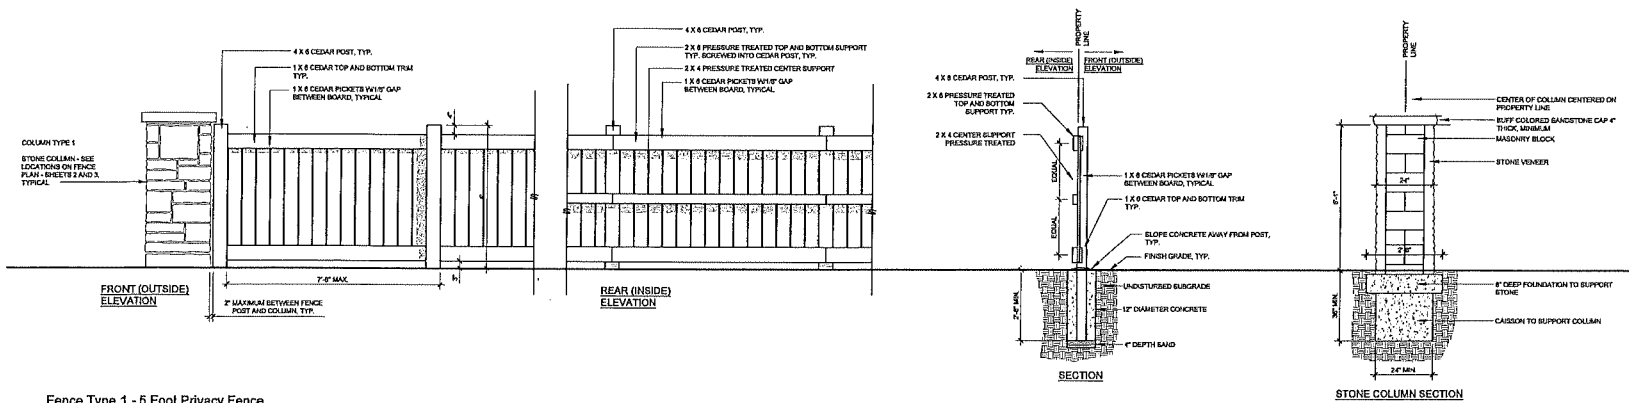 4 X 6 CEDAR POST, TYP.
1 X 6 CEDAR TOP AND BOTTOM TRIM
TYP.
1 X 6 CEDAR PICKETS W/1/8" GAP
BETWEEN BOARD, TYPICAL
COLUMN TYPE 1
STONE COLUMN - SEE
LOCATIONS ON FENCE
PLAN - SHEETS 2 AND 3,
TYPICAL
7'-6" MAX.
FRONT (OUTSIDE)
ELEVATION
2" MAXIMUM BETWEEN FENCE
POST AND COLUMN, TYP.
4 X 6 CEDAR POST, TYP.
2 X 6 PRESSURE TREATED TOP AND BOTTOM SUPPORT
TYP. SCREWED INTO CEDAR POST, TYP.
2 X 4 PRESSURE TREATED CENTER SUPPORT
1 X 6 CEDAR PICKETS W/1/8" GAP
BETWEEN BOARD, TYPICAL
REAR (INSIDE)
ELEVATION
PROPERTY
LINE
REAR (INSIDE)
ELEVATION
FRONT (OUTSIDE)
ELEVATION
4 X 6 CEDAR POST, TYP.
2 X 6 PRESSURE TREATED
TOP AND BOTTOM
SUPPORT TYP.
2 X 4 CENTER SUPPORT
PRESSURE TREATED
EQUAL
EQUAL
1 X 6 CEDAR PICKETS W/1/8" GAP
BETWEEN BOARD, TYPICAL
1 X 6 CEDAR TOP AND BOTTOM TRIM
TYP.
SLOPE CONCRETE AWAY FROM POST,
TYP.
FINISH GRADE, TYP.
2'-6" MIN.
UNDISTURBED SUBGRADE
12" DIAMETER CONCRETE
4" DEPTH SAND
SECTION
PROPERTY
LINE
CENTER OF COLUMN CENTERED ON
PROPERTY LINE
BUFF COLORED SANDSTONE CAP 4"
THICK, MINIMUM
MASONRY BLOCK
STONE VENEER
24"
36" MIN.
8" DEEP FOUNDATION TO SUPPORT
STONE
CAISSON TO SUPPORT COLUMN
24" MIN.
STONE COLUMN SECTION
Fence Type 1 - 5 Foot Privacy Fence